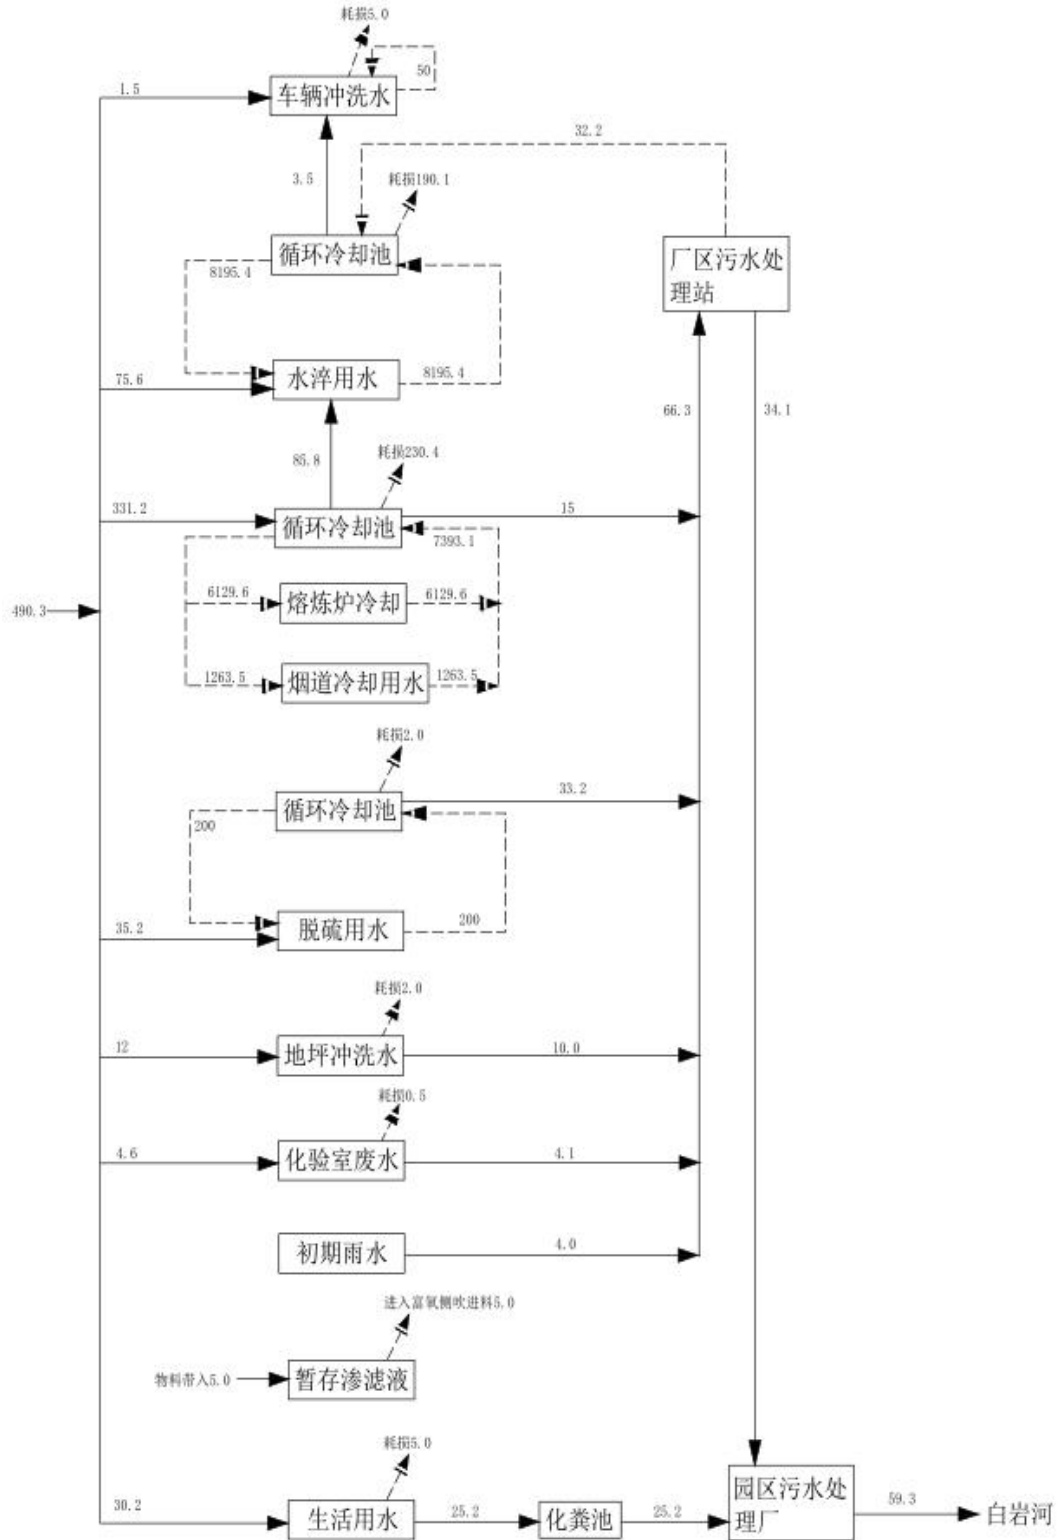 耗损5.0
50
1.5
车辆冲洗水
32.2
3.5
耗损190.1
循环冷却池
厂区污水处
理站
8195.4
水淬用水
8195.4
75.6
66.3
34.1
耗损230.4
85.8
331.2
循环冷却池
15
7393.1
6129.6
熔炼炉冷却
6129.6
490.3
1263.5
烟道冷却用水
1263.5
耗损2.0
循环冷却池
33.2
200
35.2
脱硫用水
200
耗损2.0
12
地坪冲洗水
10.0
耗损0.5
4.6
化验室废水
4.1
初期雨水
4.0
进入富氧侧吹进料5.0
物料带入5.0
暂存渗滤液
耗损5.0
30.2
生活用水
25.2
化粪池
25.2
园区污水处
理厂
59.3
白岩河